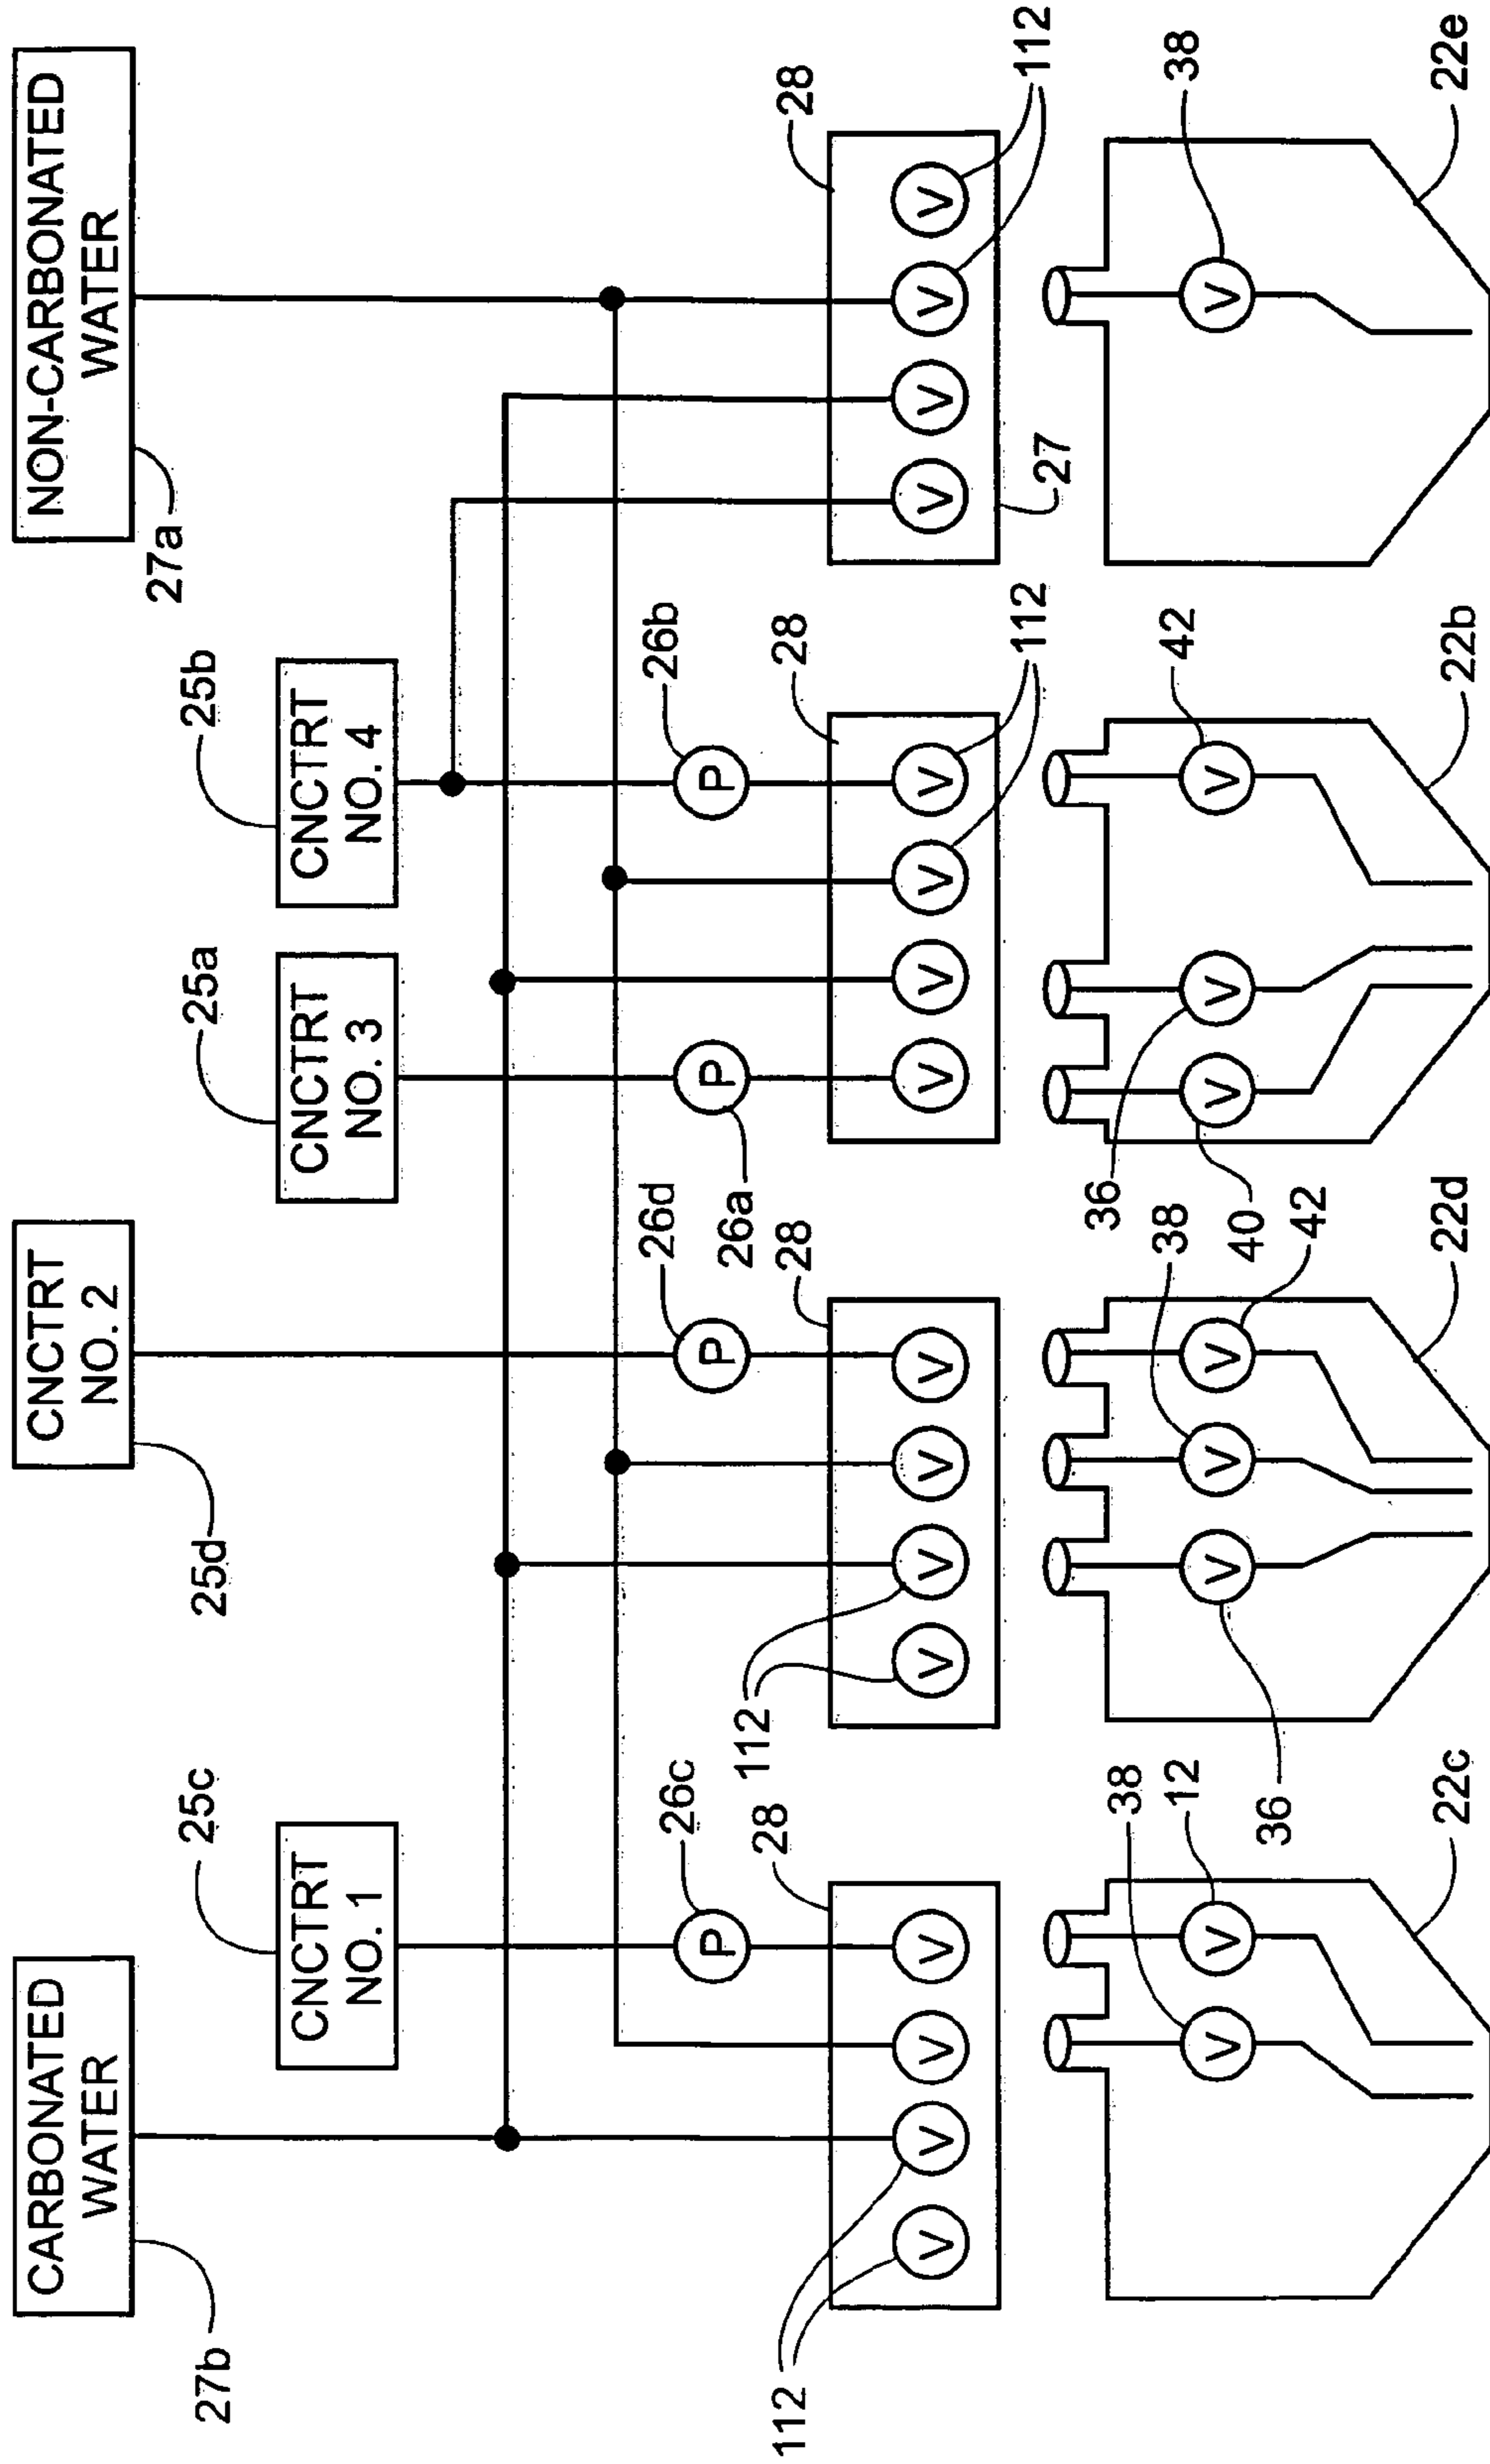 CARBONATED
WATER
27b
CNCTRT
NO. 1
25c
CNCTRT
NO. 2
25d
CNCTRT
NO. 3
25a
CNCTRT
NO. 4
25b
NON-CARBONATED
WATER
27a
P
26c
P
26d
P
26a
P
26b
28
V
V
V
V
112
28
V
V
V
V
112
28
V
V
V
V
112
28
V
V
V
V
112
27
V
V
38
12
22c
V
V
V
36
38
42
22d
V
V
V
40
36
42
22b
V
38
22e